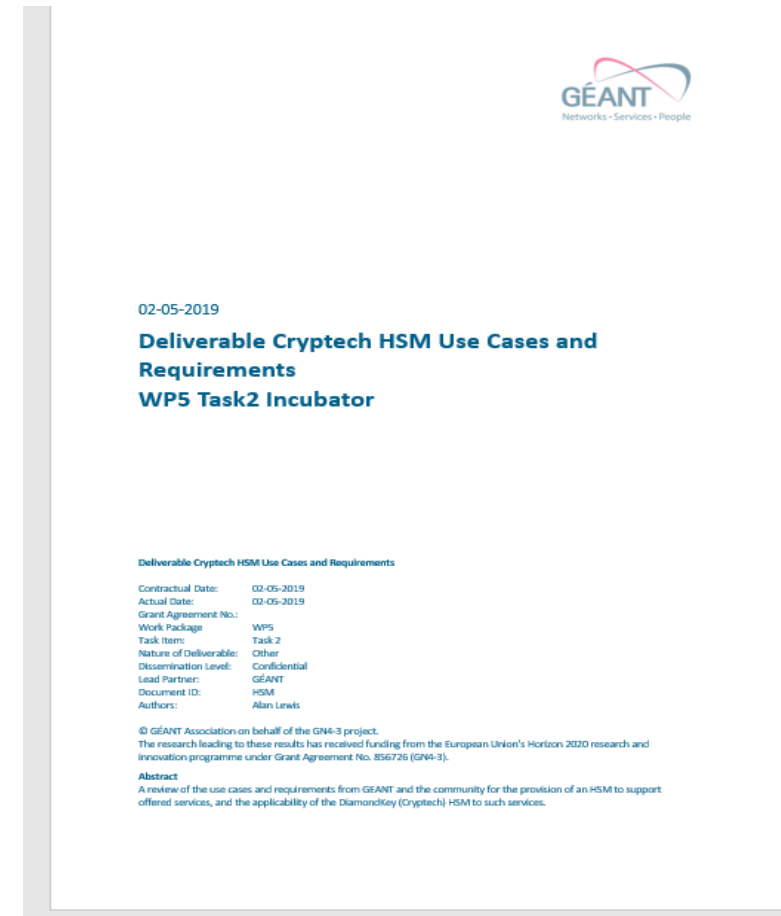 GÉANT
Networks • Services • People
02-05-2019
Deliverable Cryptech HSM Use Cases and
Requirements
WP5 Task2 Incubator
Deliverable Cryptech HSM Use Cases and Requirements
Contractual Date: 02-05-2019
Actual Date: 02-05-2019
Grant Agreement No.:
Work Package WP5
Task Item: Task 2
Nature of Deliverable: Other
Dissemination Level: Confidential
Lead Partner: GÉANT
Document ID: HSM
Authors: Alan Lewis
© GÉANT Association on behalf of the GN4-3 project.
The research leading to these results has received funding from the European Union's Horizon 2020 research and
innovation programme under Grant Agreement No. 856726 (GN4-3).
Abstract
A review of the use cases and requirements from GEANT and the community for the provision of an HSM to support
offered services, and the applicability of the DiamondKey (Cryptech) HSM to such services.